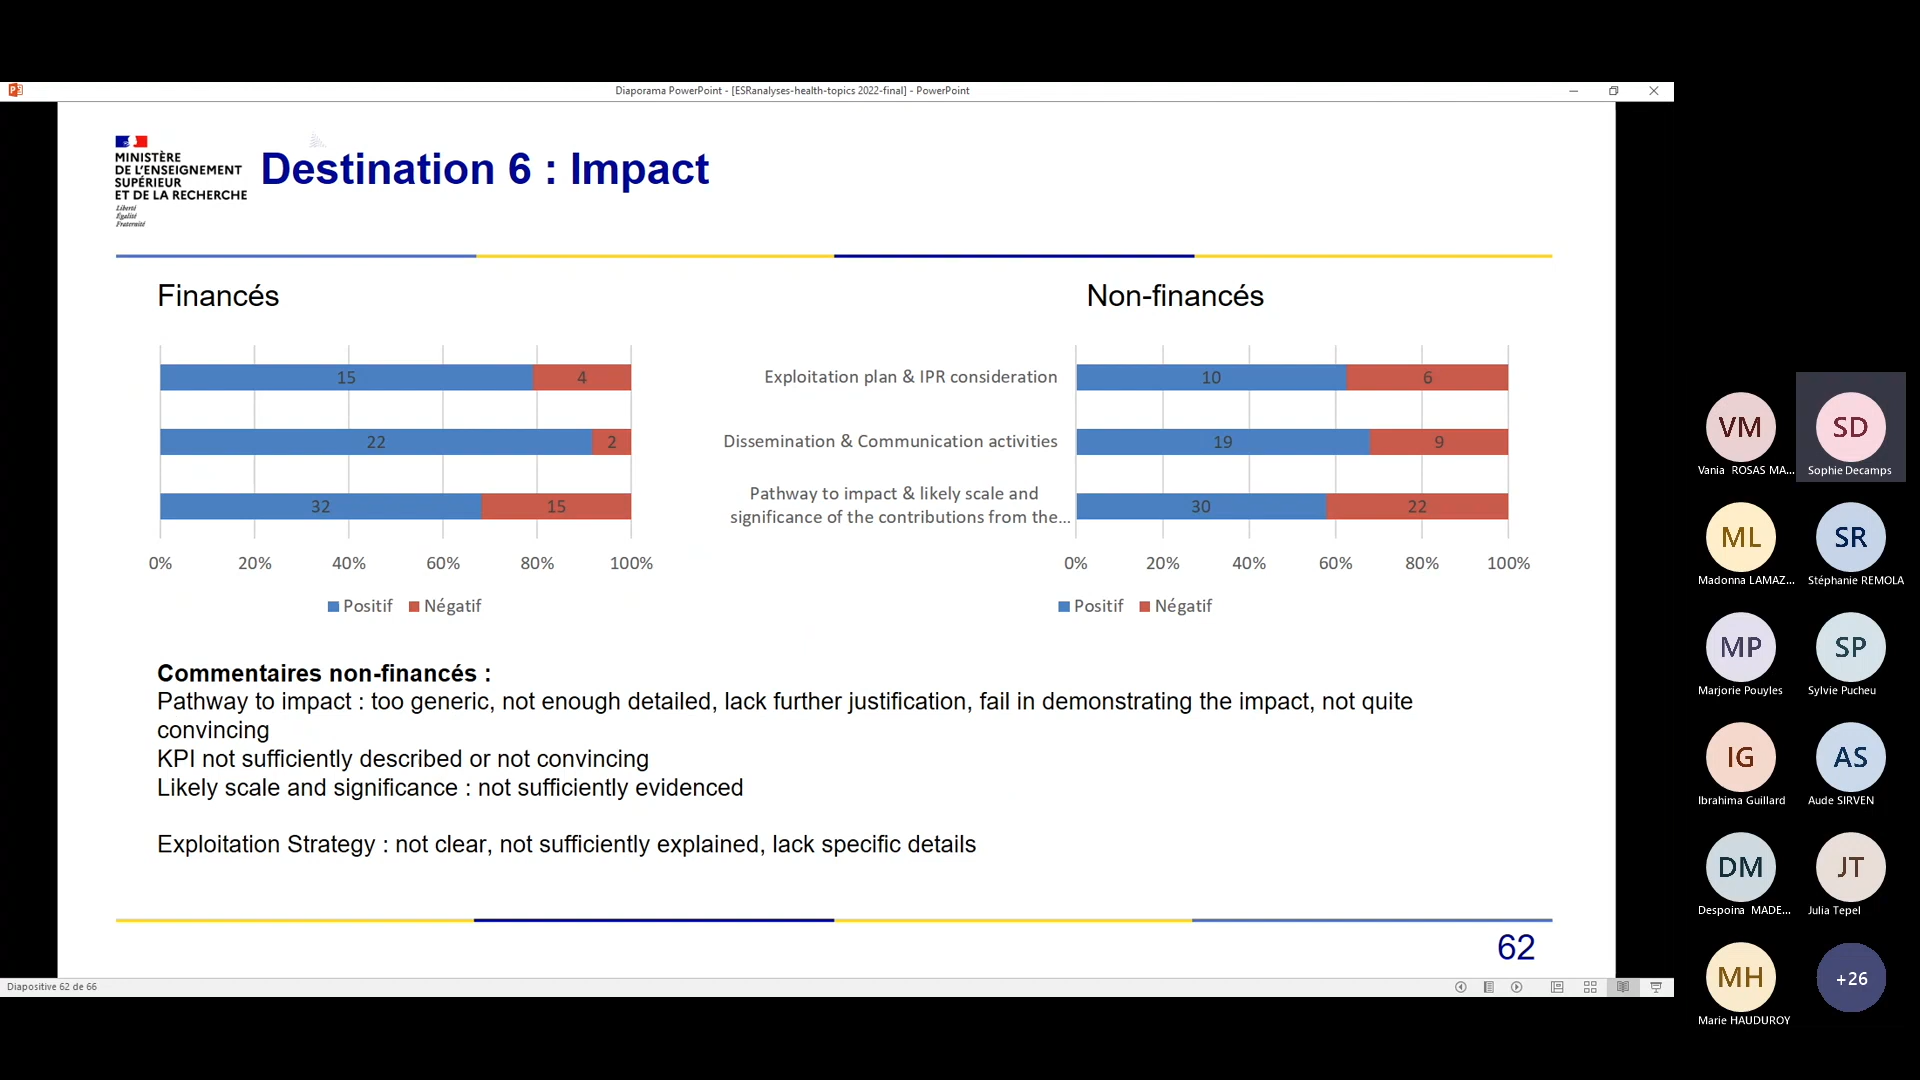 Diaporama PowerPoint - [ESRanalyses-health-topics 2022-final] - PowerPoint
MINISTÈRE
DE L'ENSEIGNEMENT
SUPÉRIEUR
ET DE LA RECHERCHE
Liberté
Égalité
Fraternité
Destination 6 : Impact
Financés
Non-financés
15 4
Exploitation plan & IPR consideration
10 6
22 2
Dissemination & Communication activities
19 9
32 15
Pathway to impact & likely scale and
significance of the contributions from the...
30 22
0% 20% 40% 60% 80% 100%
0% 20% 40% 60% 80% 100%
Positif Négatif
Positif Négatif
Commentaires non-financés :
Pathway to impact : too generic, not enough detailed, lack further justification, fail in demonstrating the impact, not quite
convincing
KPI not sufficiently described or not convincing
Likely scale and significance : not sufficiently evidenced
Exploitation Strategy : not clear, not sufficiently explained, lack specific details
62
Diapositive 62 de 66
VM SD
Vania ROSAS MA... Sophie Decamps
ML SR
Madonna LAMAZ... Stéphanie REMOLA
MP SP
Marjorie Pouyles Sylvie Pucheu
IG AS
Ibrahima Guillard Aude SIRVEN
DM JT
Despoina MADE... Julia Tepel
MH +26
Marie HAUDUROY